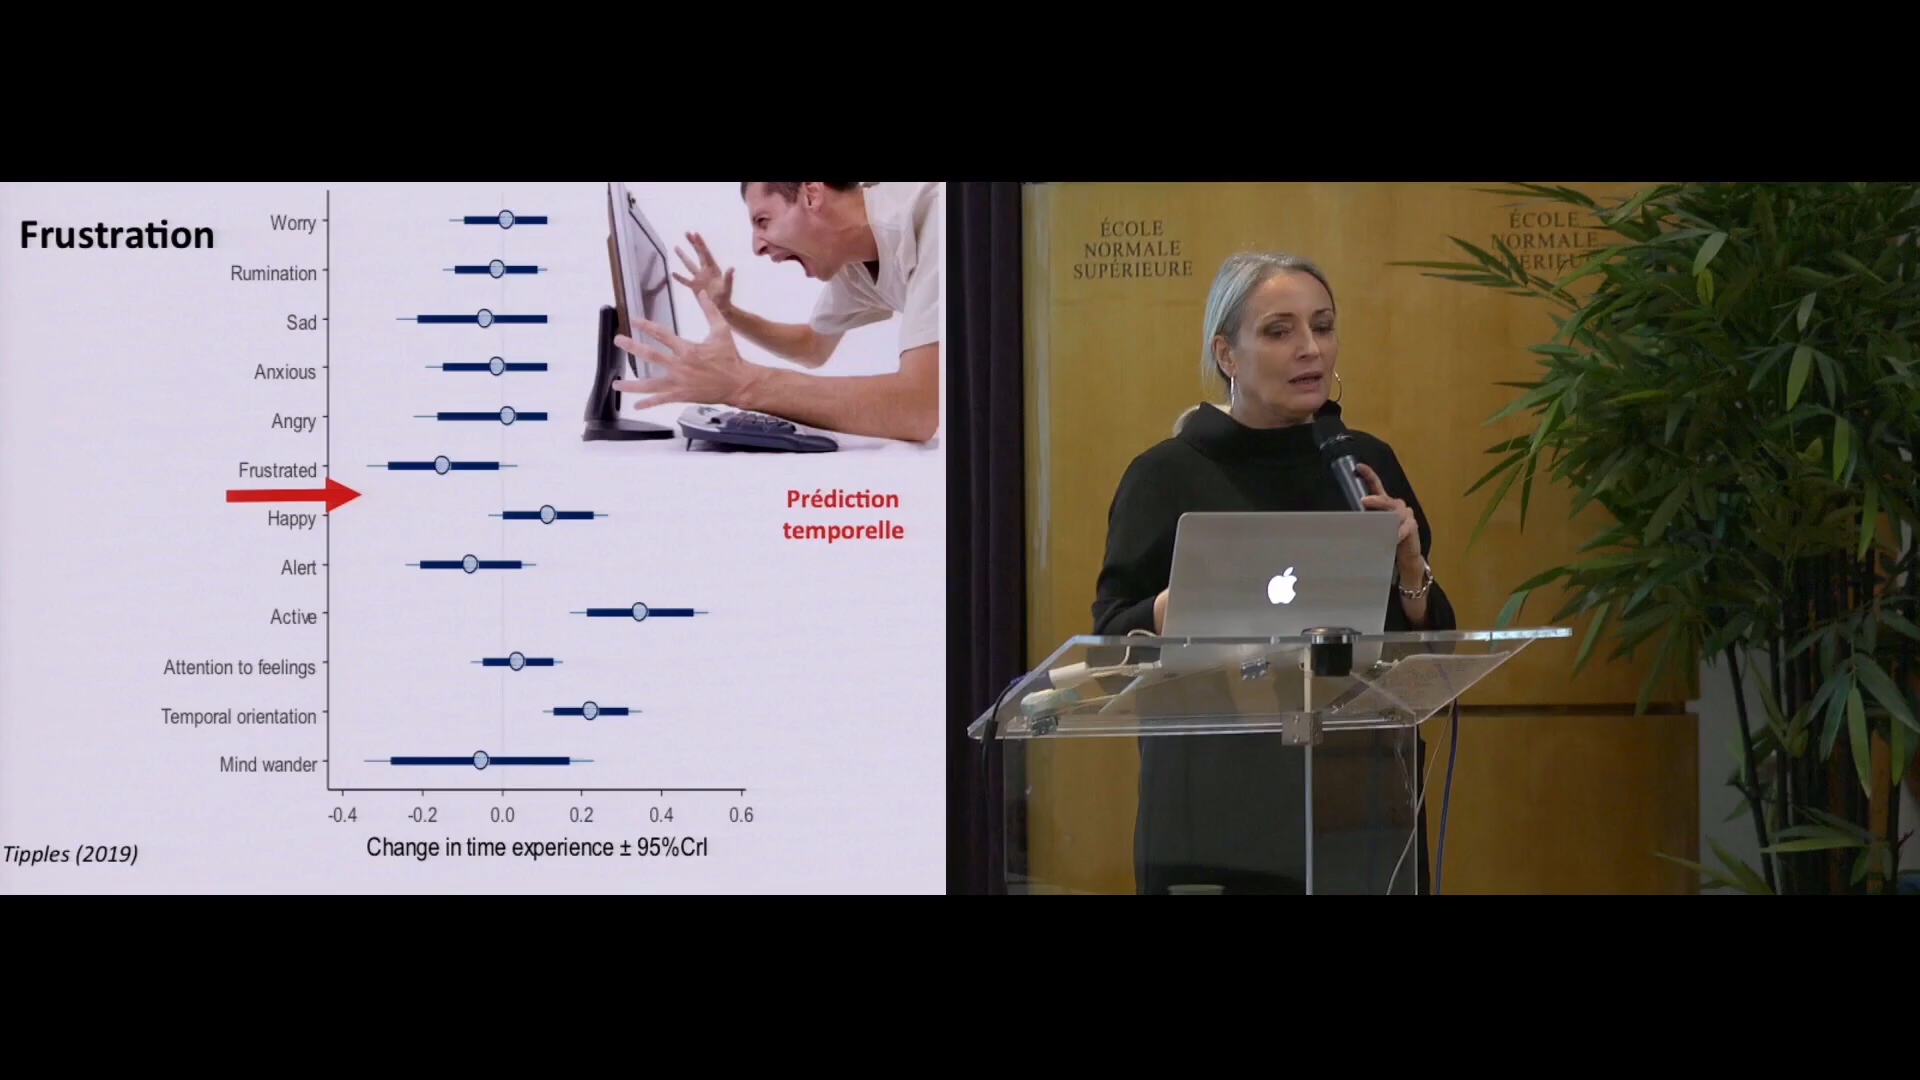 Frustration
Worry
Rumination
Sad
Anxious
Angry
Frustrated
Happy
Alert
Active
Attention to feelings
Temporal orientation
Mind wander
-0.4 -0.2 0.0 0.2 0.4 0.6
Change in time experience ± 95%CrI
Prédiction
temporelle
Tipples (2019)
ÉCOLE
NORMALE
SUPÉRIEURE
ÉCOLE
NORMALE